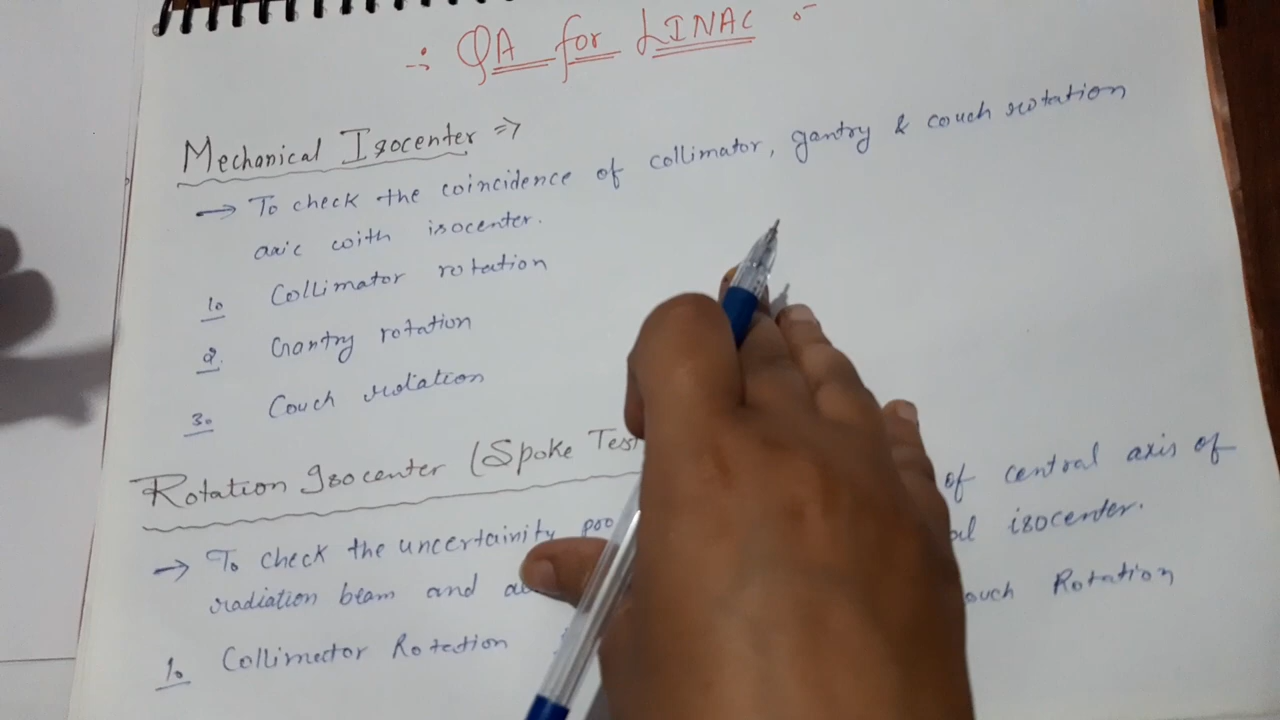 -: QA for LINAC :-
Mechanical Isocenter ⇒
→ To check the coincidence of collimator, gantry & couch rotation
axic with isocenter.
1. Collimator rotation
2. Gantry rotation
3. Couch rotation
Rotation Isocenter (Spoke Test
→ To check the uncertainity of central axis of
radiation beam and isocenter.
1. Collimator Rotation Rotation